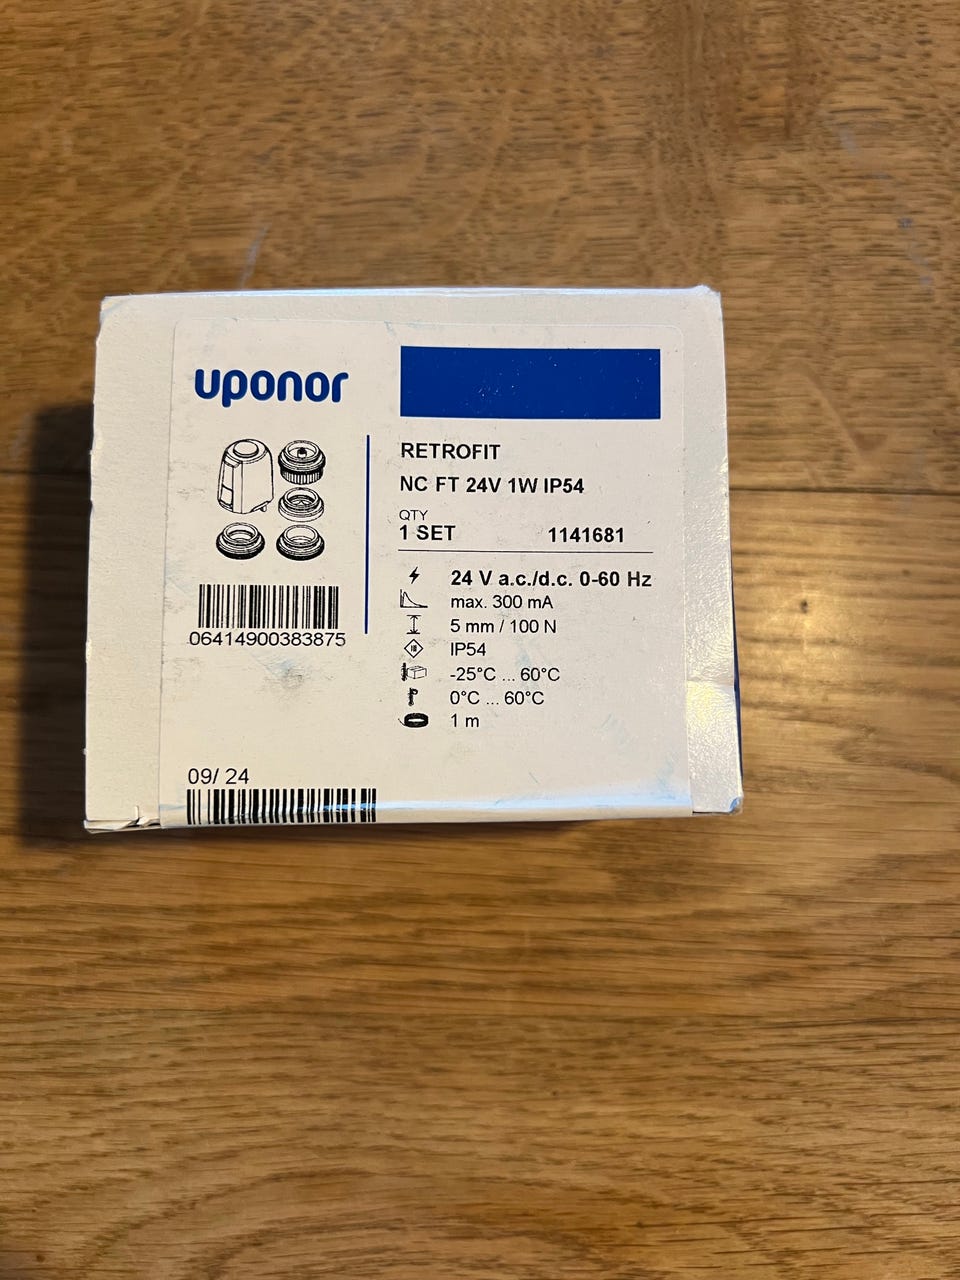 uponor
RETROFIT
NC FT 24V 1W IP54
QTY
1 SET 1141681
24 V a.c./d.c. 0-60 Hz
max. 300 mA
5 mm / 100 N
IP54
-25°C ... 60°C
0°C ... 60°C
1 m
06414900383875
09/ 24